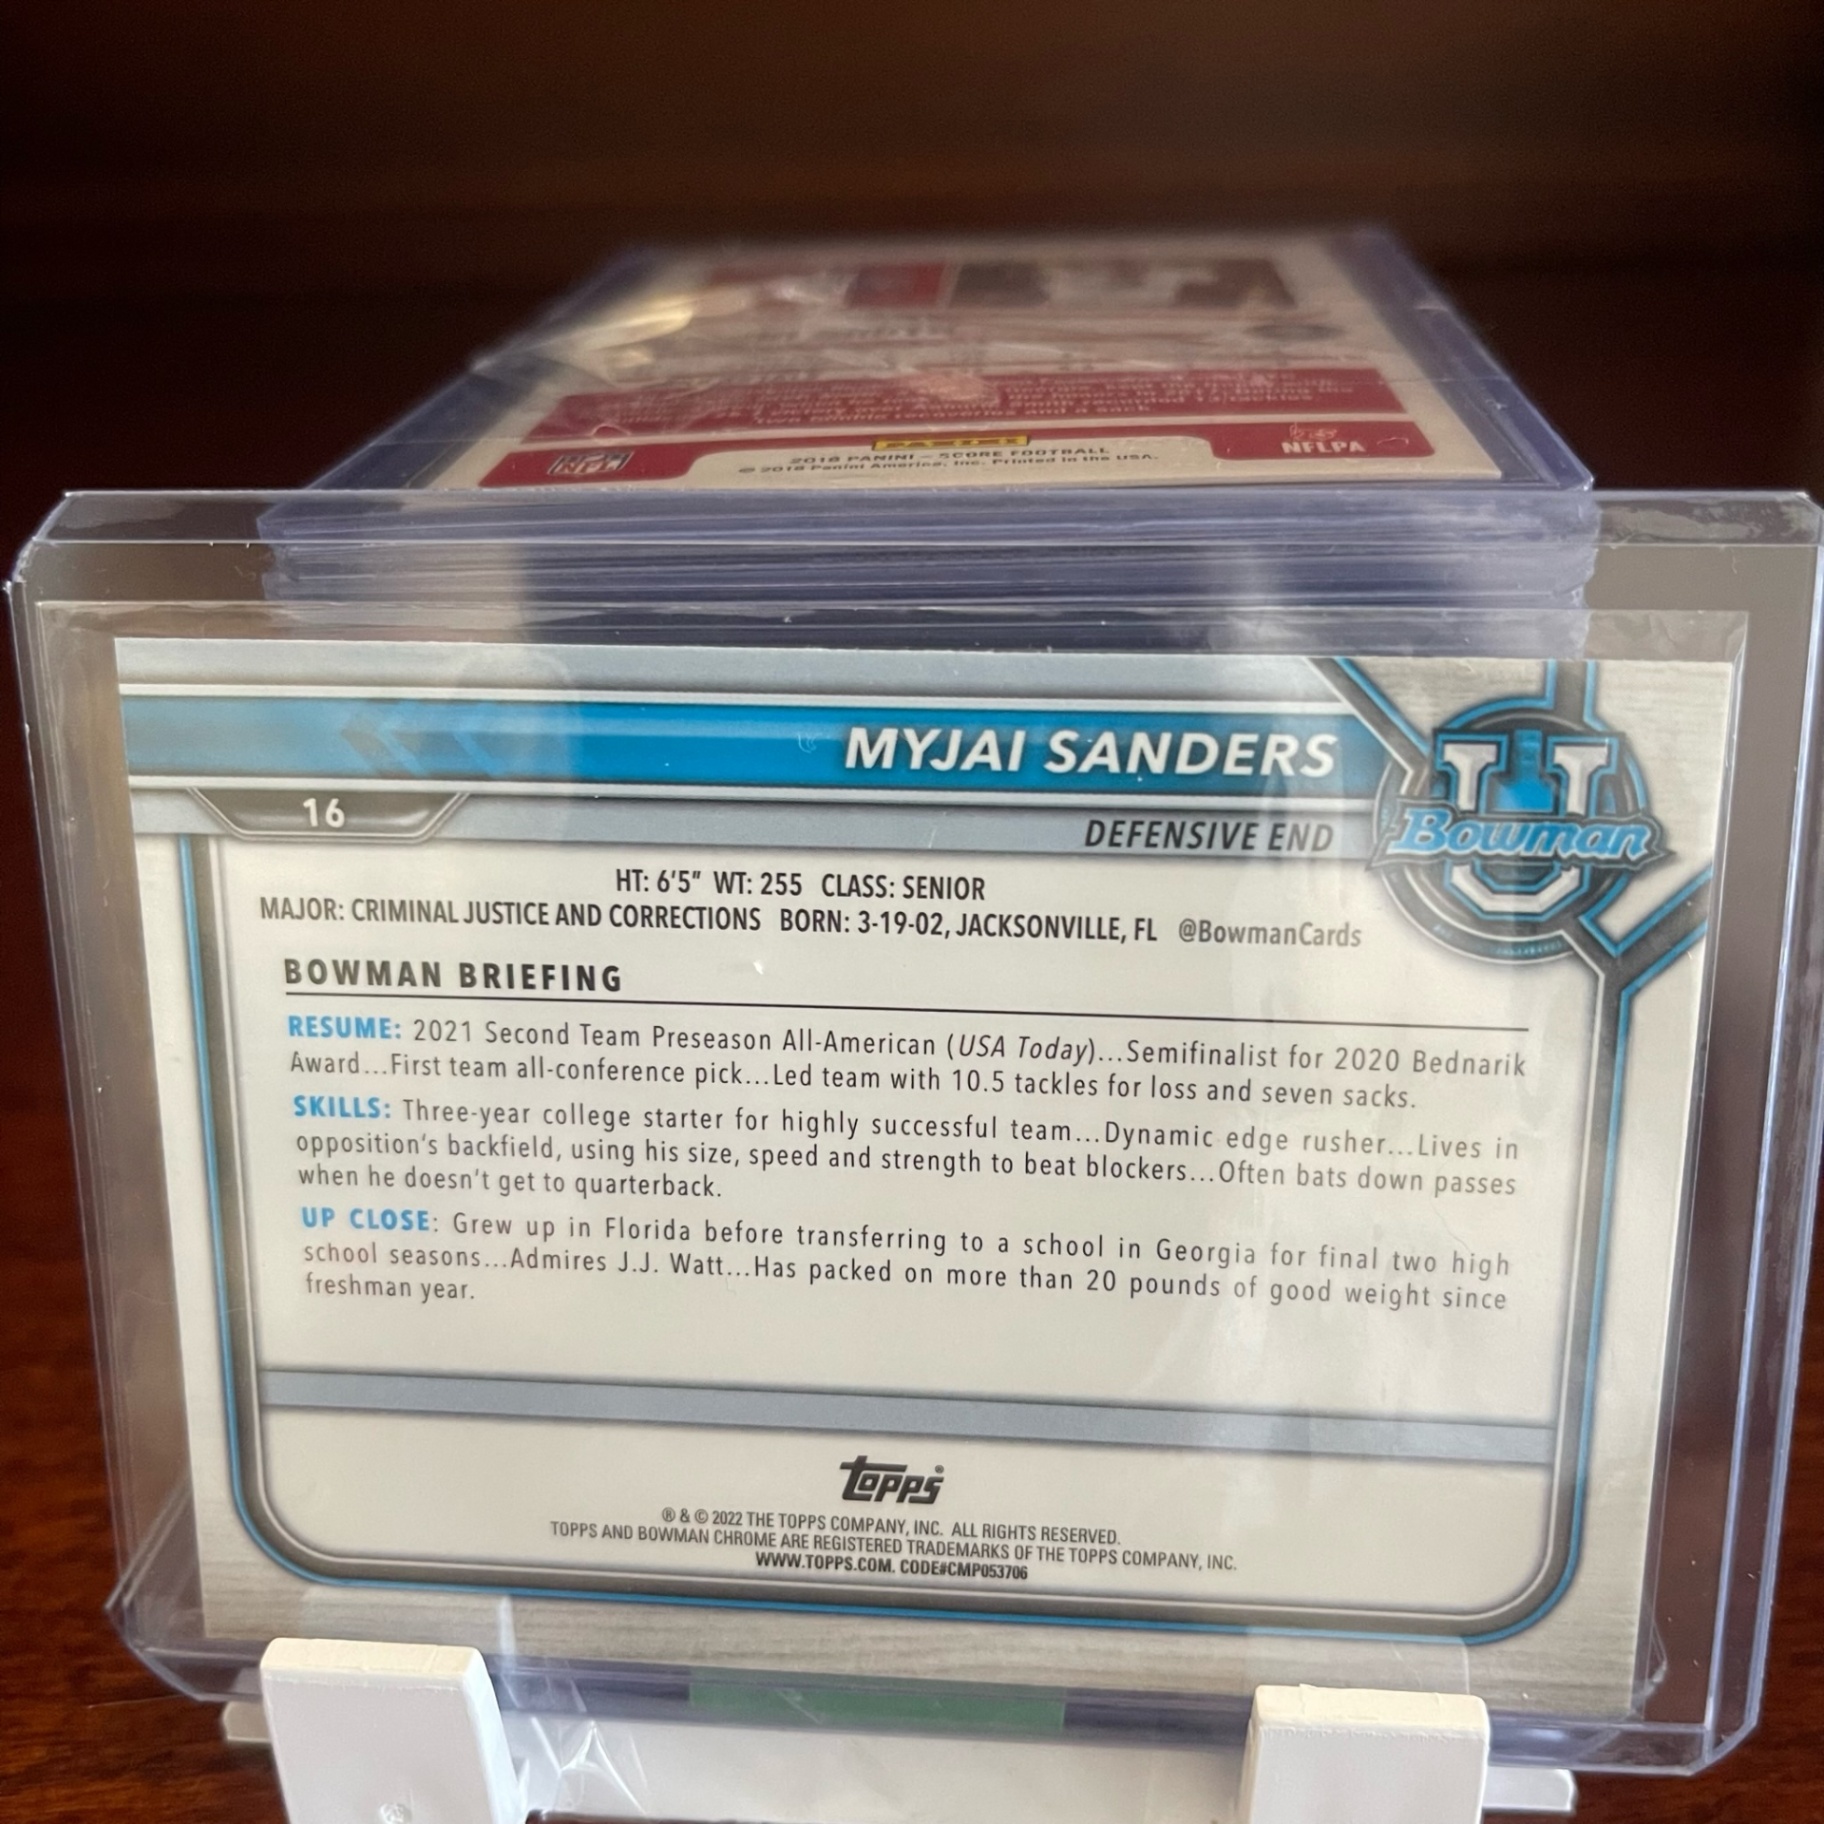 NFL
PANINI
2018 PANINI – SCORE FOOTBALL
© 2018 Panini America, Inc. Printed in the USA.
NFLPA
MYJAI SANDERS
16
DEFENSIVE END
U
Bowman
HT: 6'5" WT: 255 CLASS: SENIOR
MAJOR: CRIMINAL JUSTICE AND CORRECTIONS BORN: 3-19-02, JACKSONVILLE, FL @BowmanCards
BOWMAN BRIEFING
RESUME: 2021 Second Team Preseason All-American (USA Today)...Semifinalist for 2020 Bednarik
Award...First team all-conference pick...Led team with 10.5 tackles for loss and seven sacks.
SKILLS: Three-year college starter for highly successful team...Dynamic edge rusher...Lives in
opposition's backfield, using his size, speed and strength to beat blockers...Often bats down passes
when he doesn't get to quarterback.
UP CLOSE: Grew up in Florida before transferring to a school in Georgia for final two high
school seasons...Admires J.J. Watt...Has packed on more than 20 pounds of good weight since
freshman year.
topps®
® & © 2022 THE TOPPS COMPANY, INC. ALL RIGHTS RESERVED.
TOPPS AND BOWMAN CHROME ARE REGISTERED TRADEMARKS OF THE TOPPS COMPANY, INC.
WWW.TOPPS.COM. CODE#CMP053706